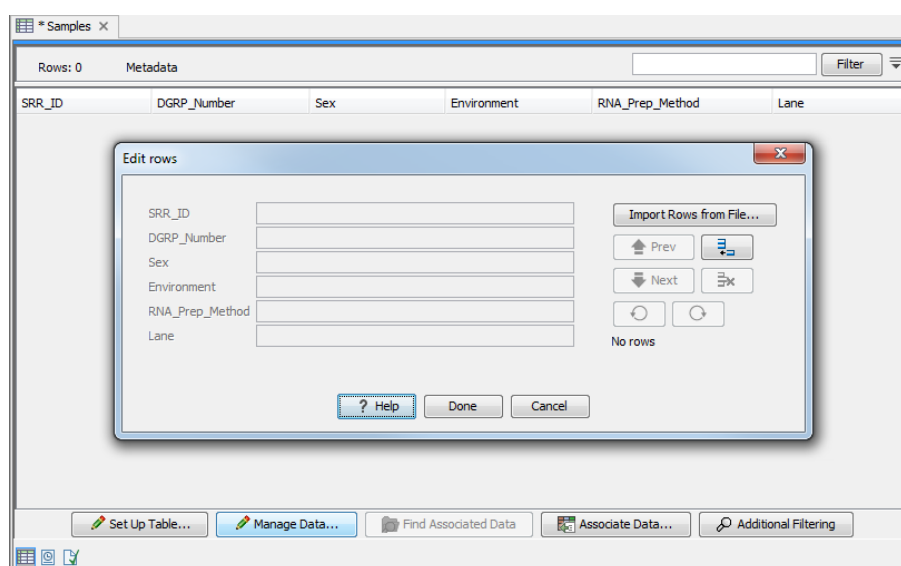 * Samples
Rows: 0 Metadata Filter
SRR_ID DGRP_Number Sex Environment RNA_Prep_Method Lane
Edit rows
SRR_ID Import Rows from File...
DGRP_Number Prev
Sex
Environment Next
RNA_Prep_Method
Lane No rows
? Help Done Cancel
Set Up Table... Manage Data... Find Associated Data Associate Data... Additional Filtering